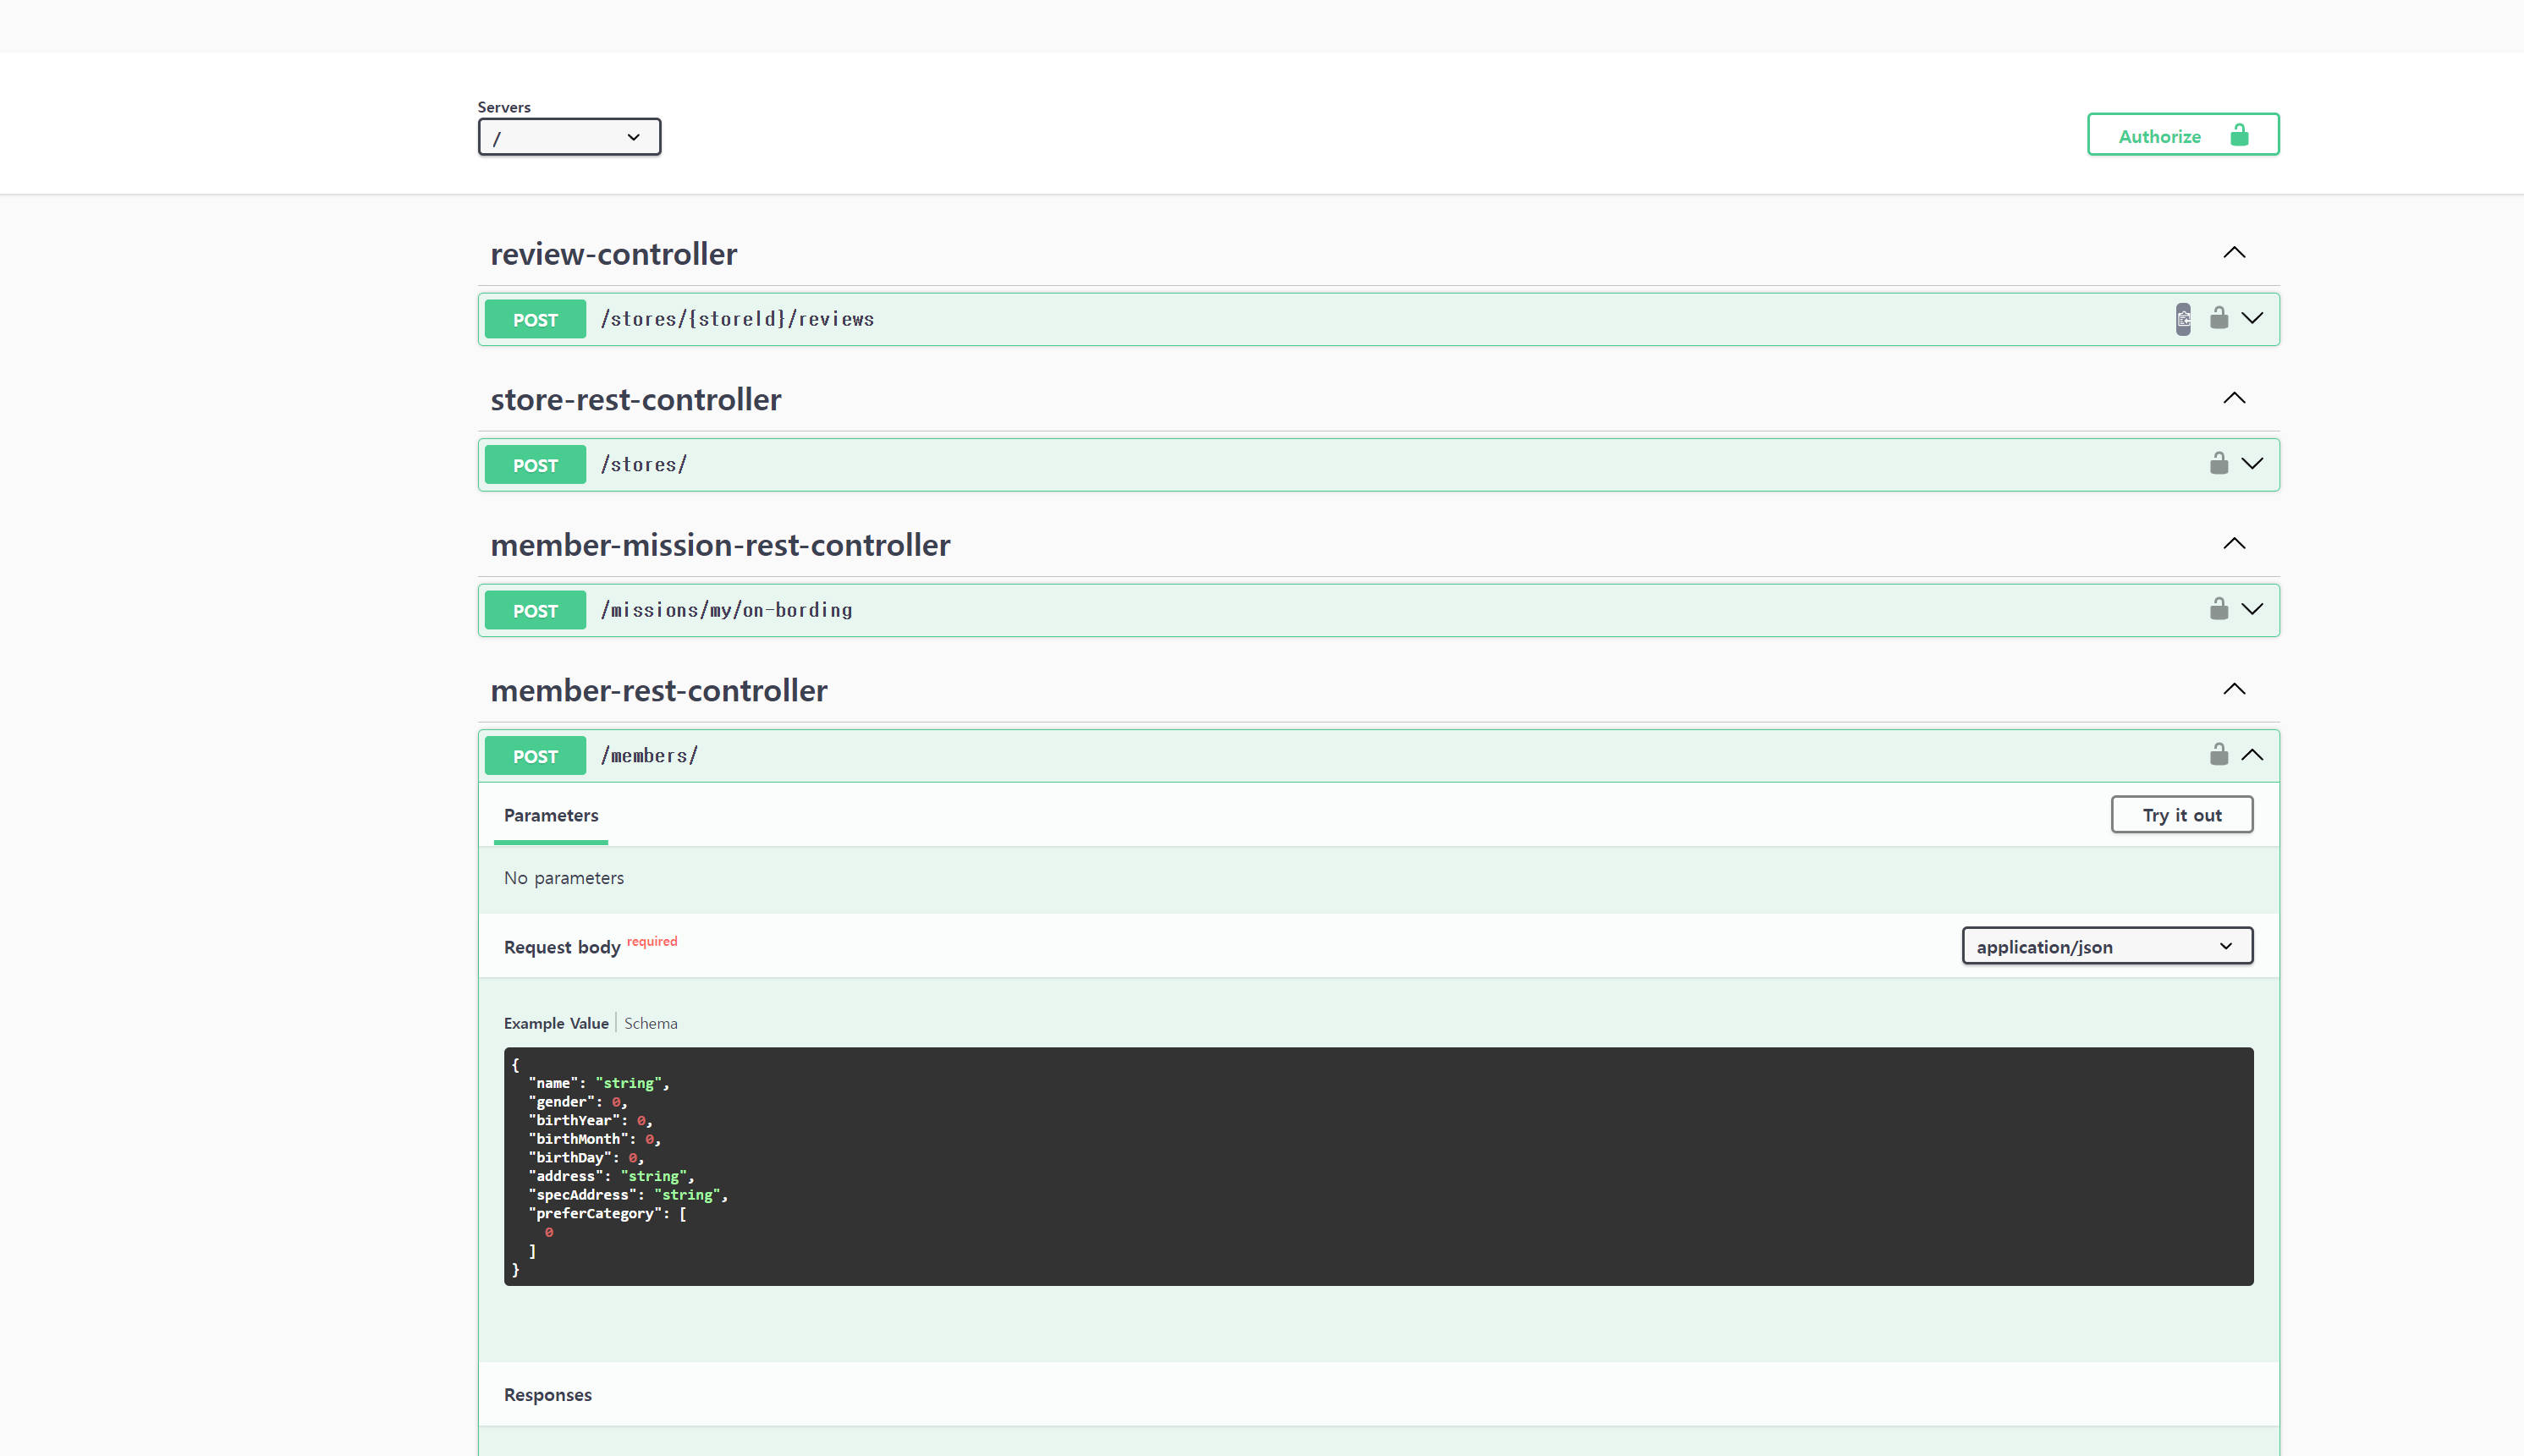 Servers
/
Authorize
review-controller
POST /stores/{storeId}/reviews
store-rest-controller
POST /stores/
member-mission-rest-controller
POST /missions/my/on-bording
member-rest-controller
POST /members/
Parameters
Try it out
No parameters
Request body required
application/json
Example Value Schema
{
"name": "string",
"gender": 0,
"birthYear": 0,
"birthMonth": 0,
"birthDay": 0,
"address": "string",
"specAddress": "string",
"preferCategory": [
0
]
}
Responses